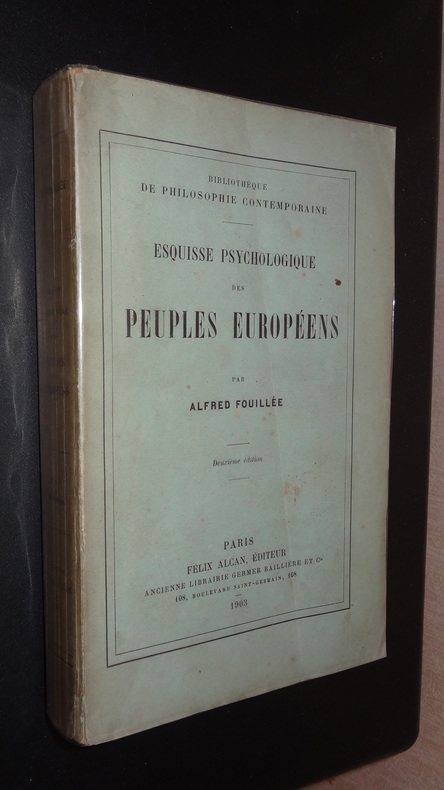 BIBLIOTHÈQUE
DE PHILOSOPHIE CONTEMPORAINE
ESQUISSE PSYCHOLOGIQUE
DES
PEUPLES EUROPÉENS
PAR
ALFRED FOUILLÉE
Deuxième édition
PARIS
FÉLIX ALCAN, ÉDITEUR
ANCIENNE LIBRAIRIE GERMER BAILLIÈRE ET Cie
108, BOULEVARD SAINT-GERMAIN, 108
1903